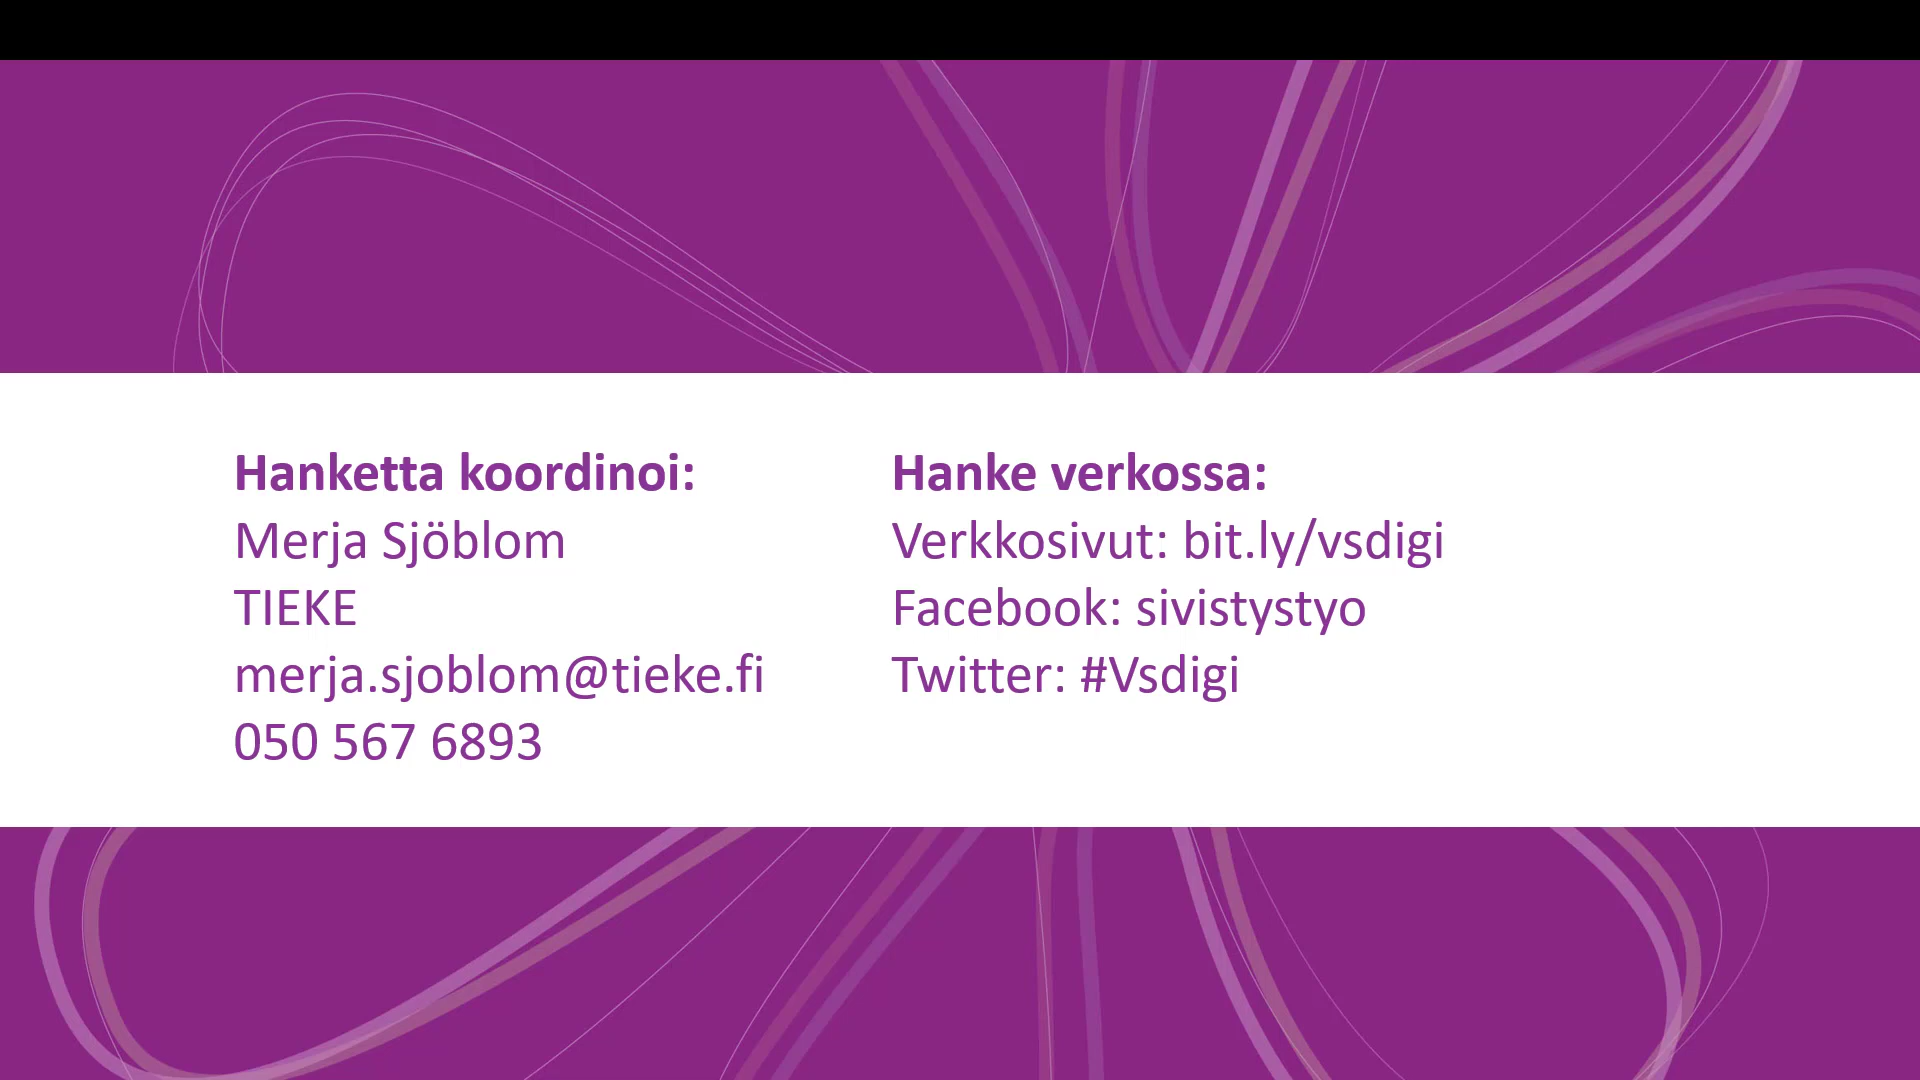 Hanketta koordinoi:
Merja Sjöblom
TIEKE
merja.sjoblom@tieke.fi
050 567 6893
Hanke verkossa:
Verkkosivut: bit.ly/vsdigi
Facebook: sivistystyo
Twitter: #Vsdigi